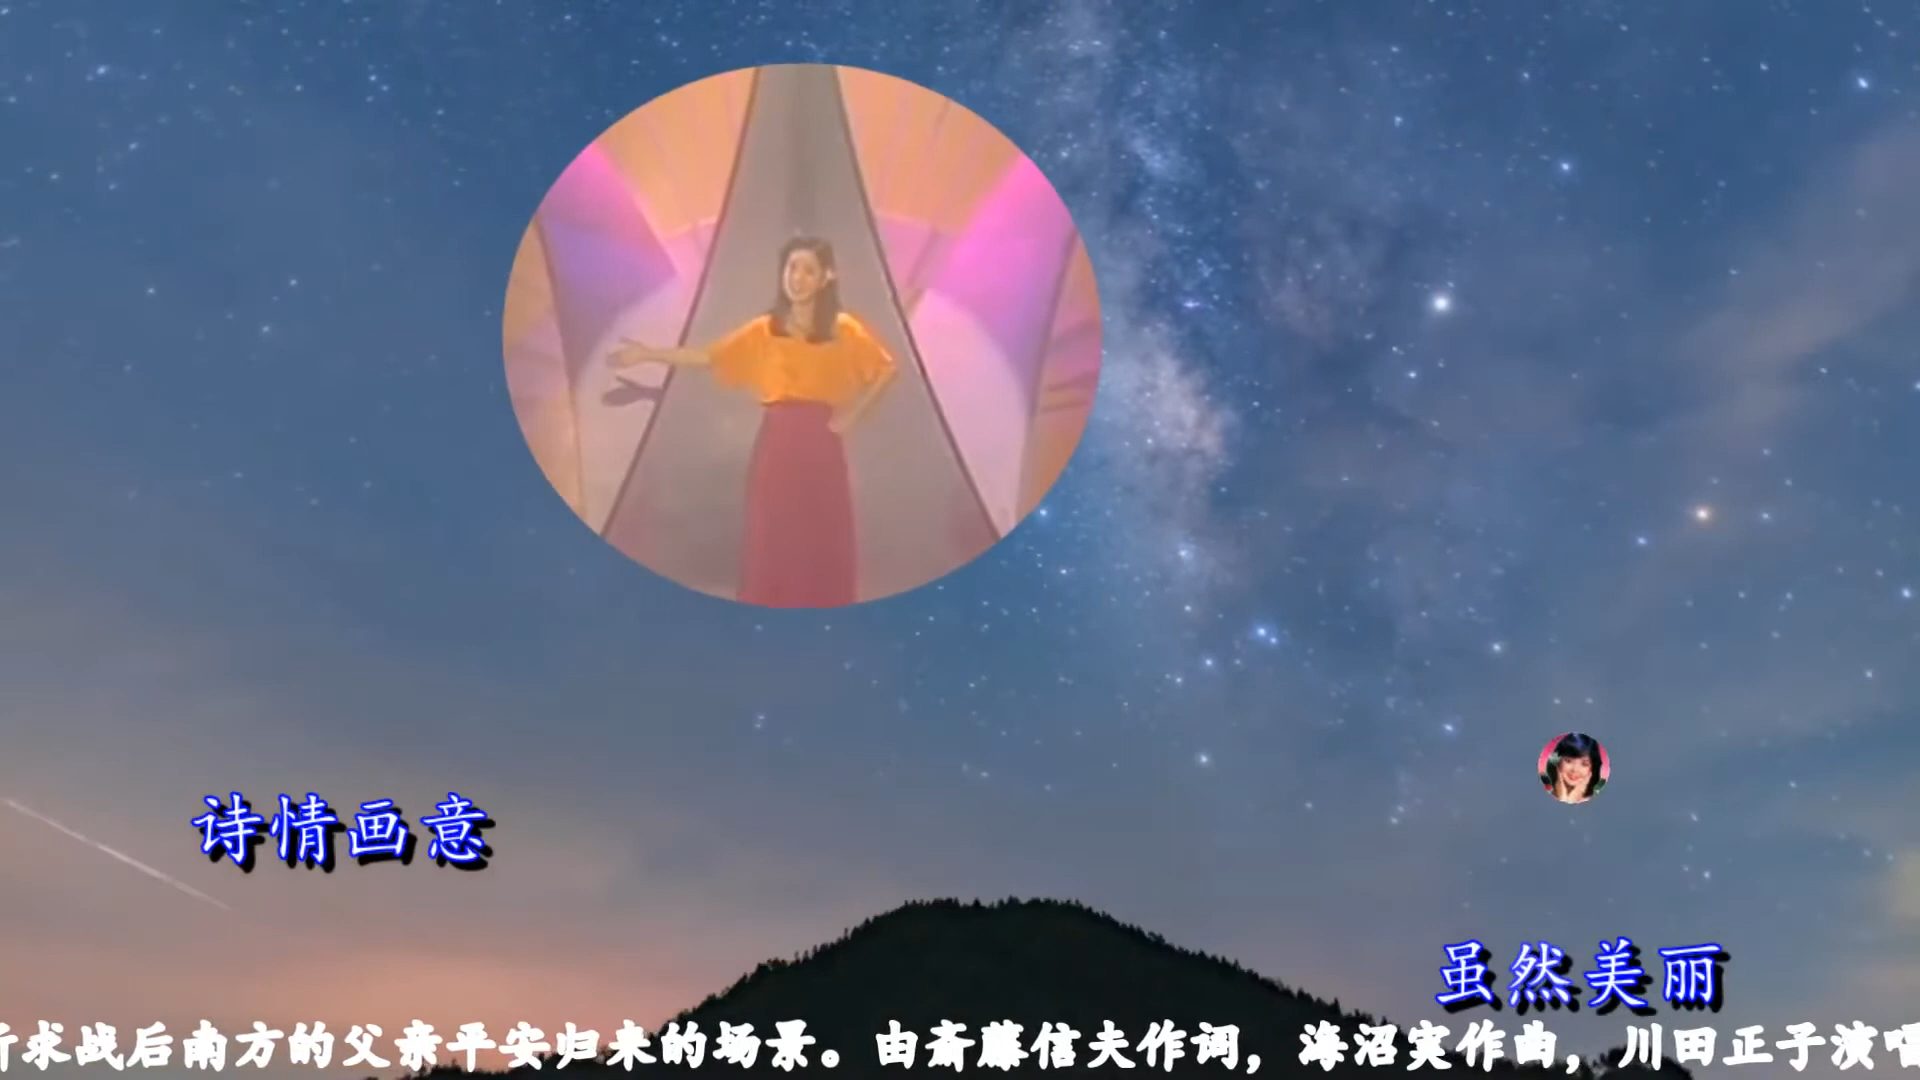 诗情画意
虽然美丽
求战后南方的父亲平安归来的场景。由斎藤信夫作词，海沼实作曲，川田正子演唱